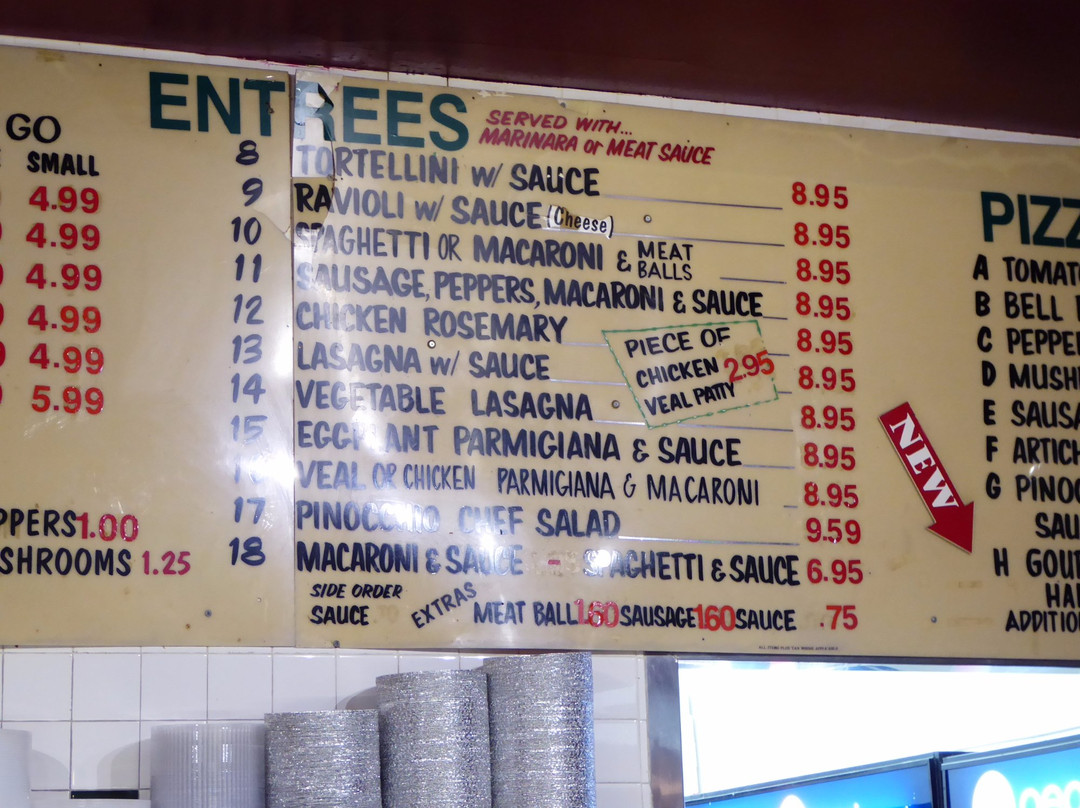 GO
SMALL
4.99
4.99
4.99
4.99
4.99
5.99
PPERS 1.00
SHROOMS 1.25
ENTREES
SERVED WITH...
MARINARA or MEAT SAUCE
8 TORTELLINI w/ SAUCE 8.95
9 RAVIOLI w/ SAUCE (Cheese) 8.95
10 SPAGHETTI OR MACARONI & MEAT BALLS 8.95
11 SAUSAGE, PEPPERS, MACARONI & SAUCE 8.95
12 CHICKEN ROSEMARY 8.95
13 LASAGNA w/ SAUCE 8.95
14 VEGETABLE LASAGNA 8.95
15 EGGPLANT PARMIGIANA & SAUCE 8.95
VEAL OR CHICKEN PARMIGIANA & MACARONI 8.95
17 PINOCCHIO CHEF SALAD 9.59
18 MACARONI & SAUCE - SPAGHETTI & SAUCE 6.95
SIDE ORDER
SAUCE
EXTRAS MEAT BALL 1.60 SAUSAGE 1.60 SAUCE .75
PIECE OF
CHICKEN 2.95
VEAL PATTY
NEW
PIZZ
A TOMAT
B BELL
C PEPPE
D MUSH
E SAUSA
F ARTICH
G PINOC
SAU
H GOU
HA
ADDITIO